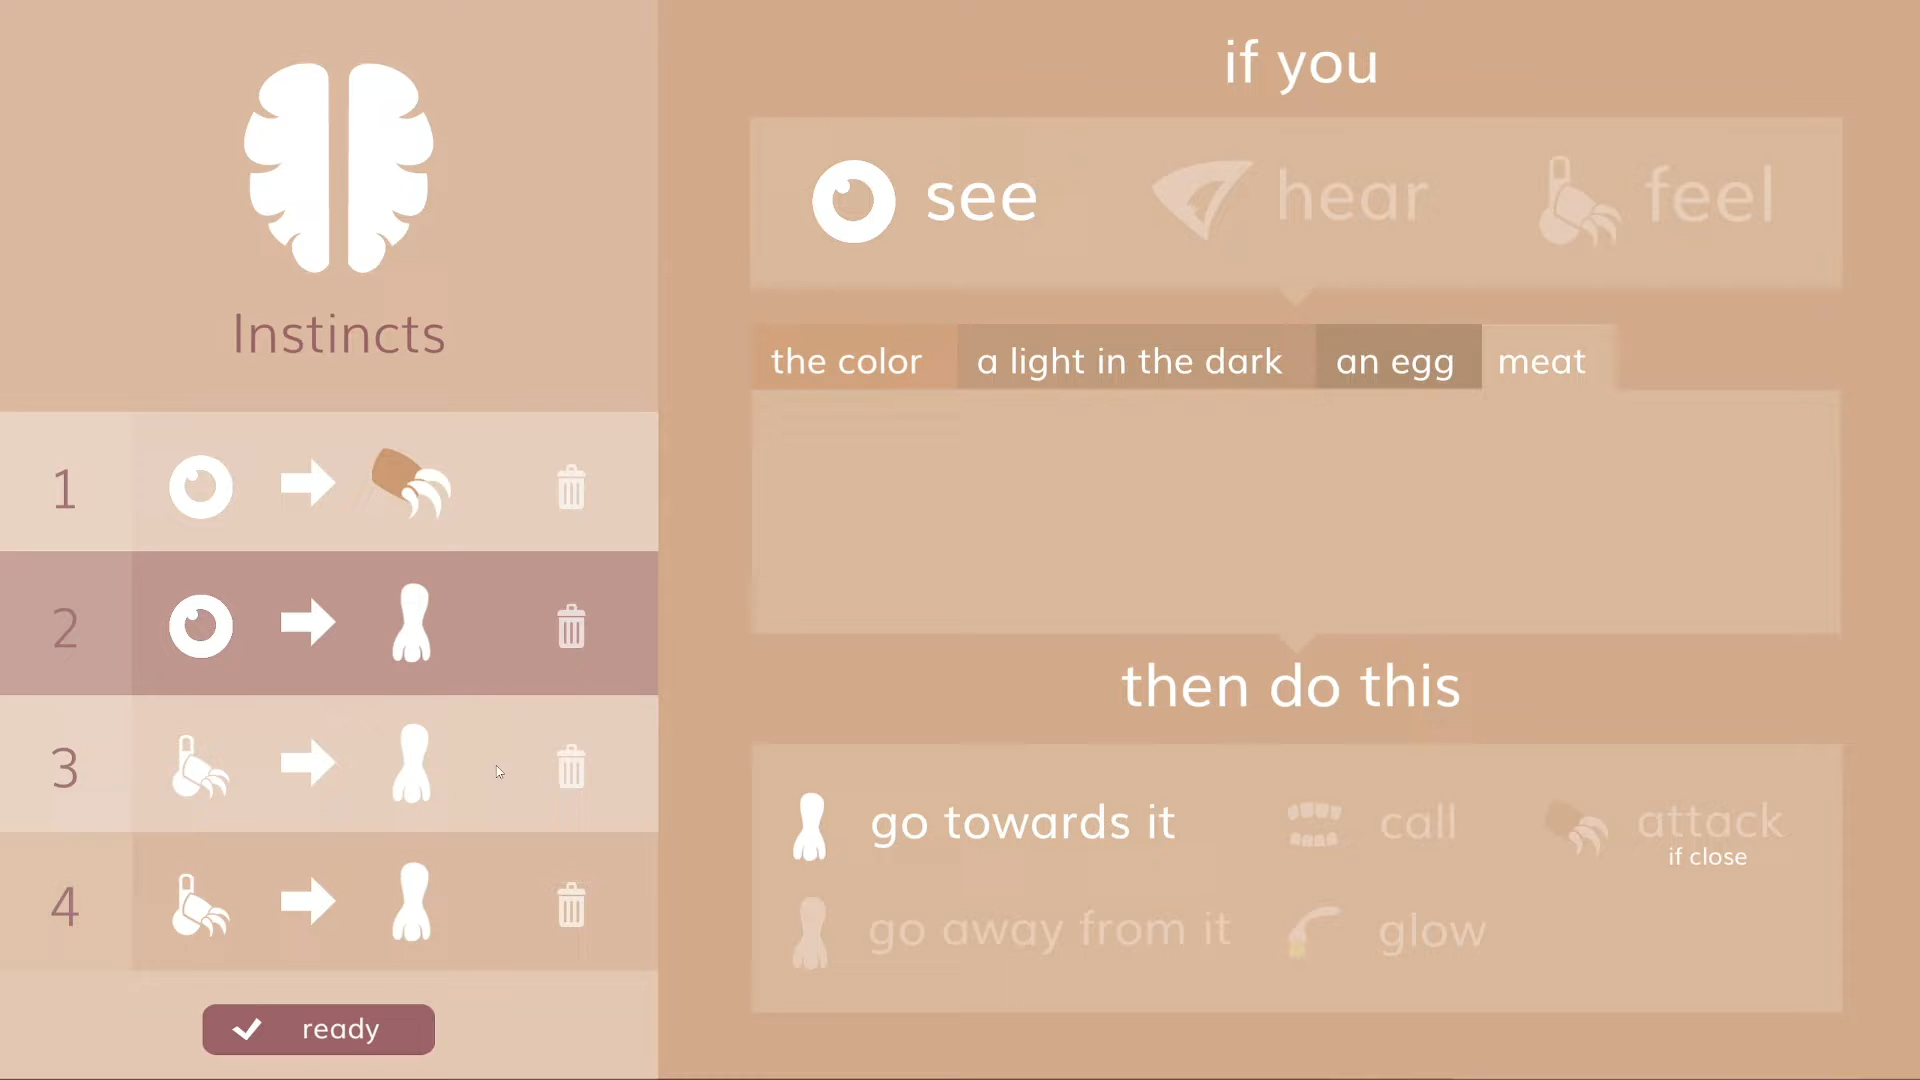 Instincts
1
2
3
4
ready
if you
see hear feel
the color a light in the dark an egg meat
then do this
go towards it call attack
if close
go away from it glow